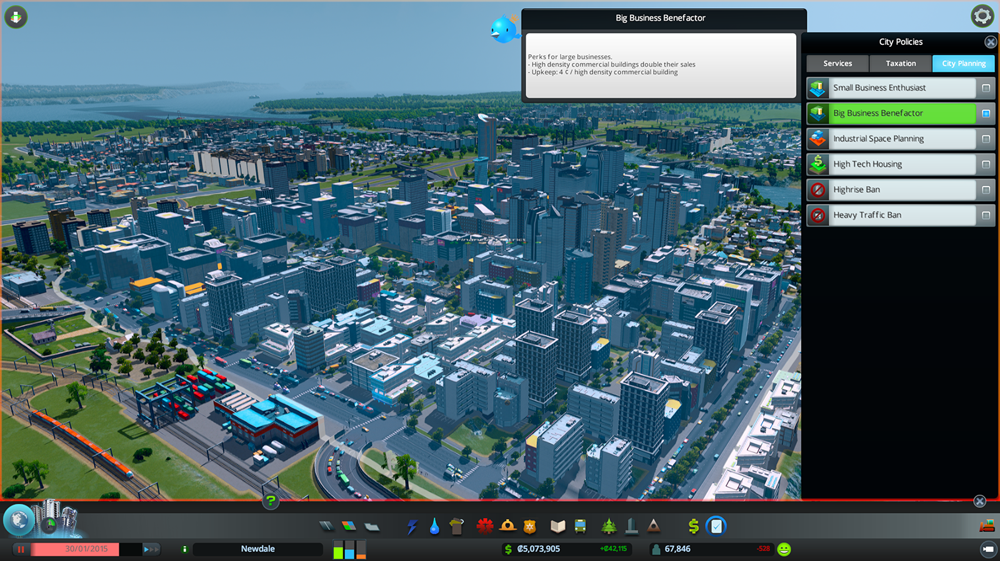 Big Business Benefactor
Perks for large businesses.
- High density commercial buildings double their sales
- Upkeep: 4 ₵ / high density commercial building
City Policies
Services
Taxation
City Planning
Small Business Enthusiast
Big Business Benefactor
Industrial Space Planning
High Tech Housing
Highrise Ban
Heavy Traffic Ban
Financial District
?
30/01/2015
i
Newdale
$
₡5,073,905
+₡42,115
67,846
-528